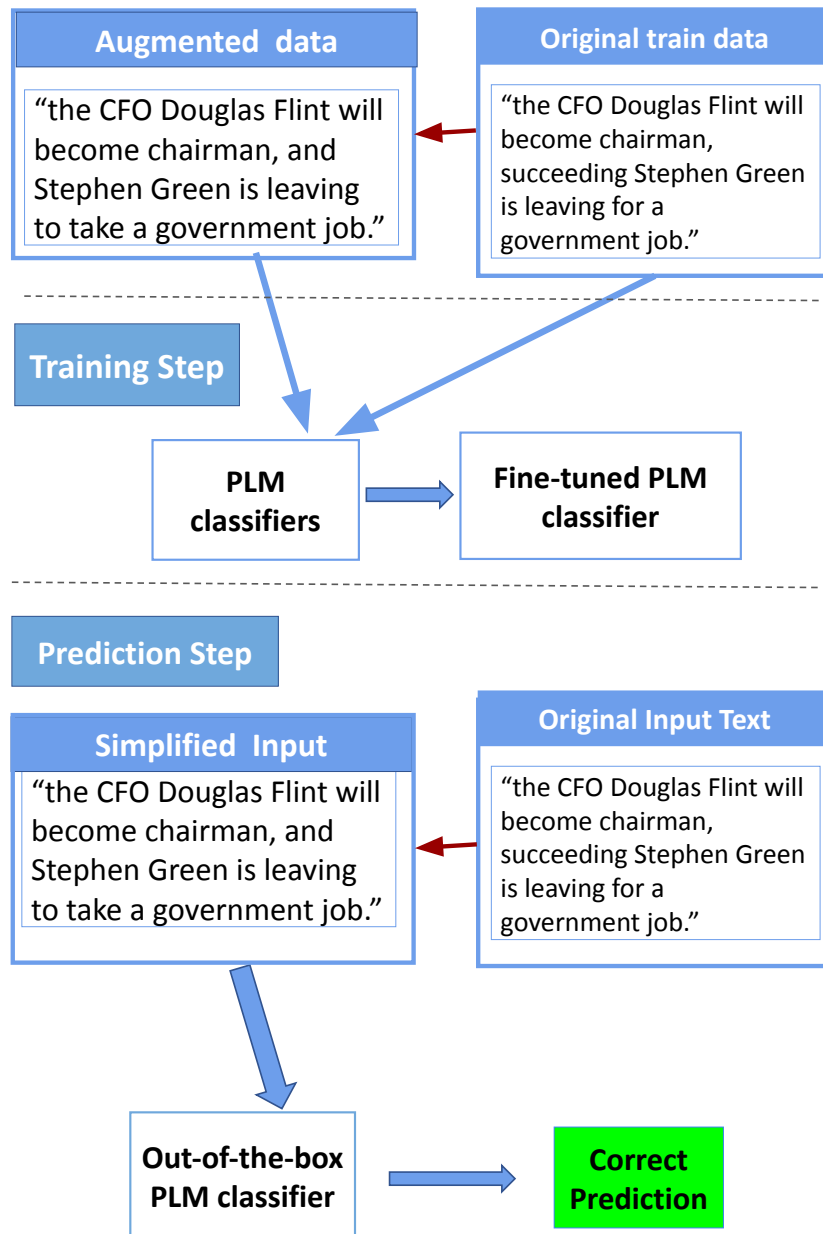 Augmented data
“the CFO Douglas Flint will
become chairman, and
Stephen Green is leaving
to take a government job.”
Original train data
“the CFO Douglas Flint will
become chairman,
succeeding Stephen Green
is leaving for a
government job.”
Training Step
PLM
classifiers
Fine-tuned PLM
classifier
Prediction Step
Simplified Input
“the CFO Douglas Flint will
become chairman, and
Stephen Green is leaving
to take a government job.”
Original Input Text
“the CFO Douglas Flint will
become chairman,
succeeding Stephen Green
is leaving for a
government job.”
Out-of-the-box
PLM classifier
Correct
Prediction